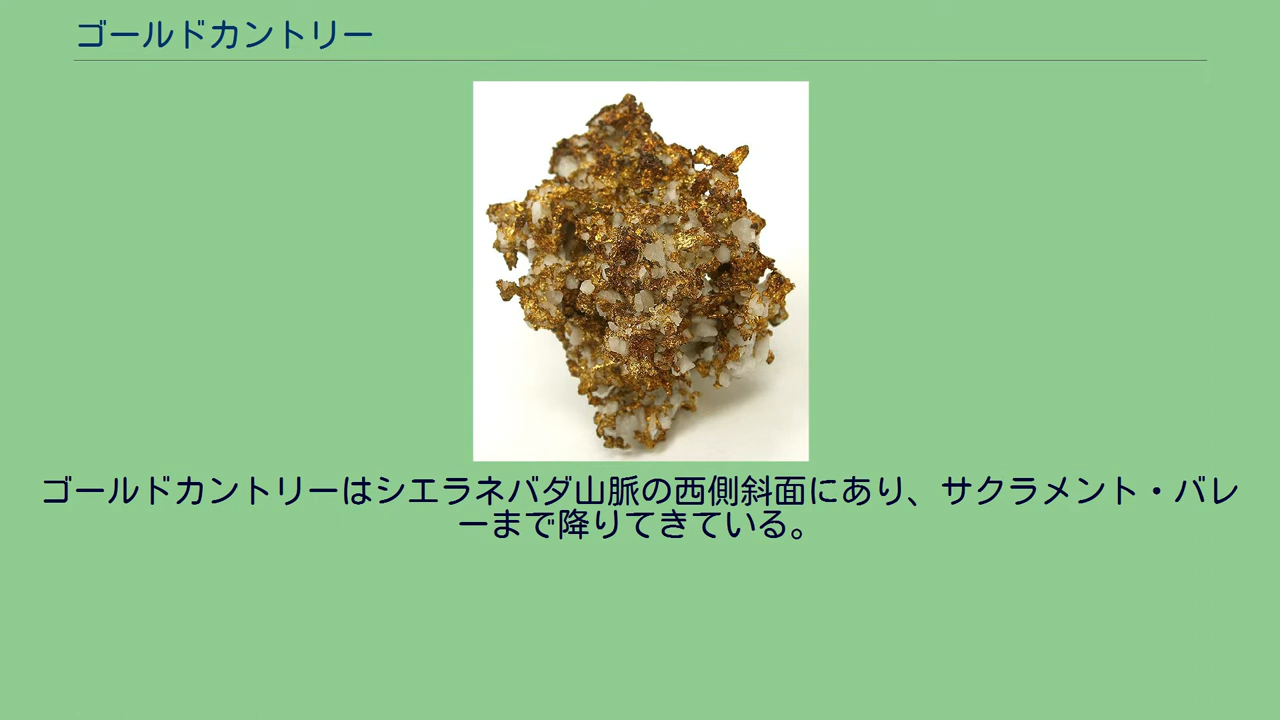 ゴールドカントリー
ゴールドカントリーはシエラネバダ山脈の西側斜面にあり、サクラメント・バレ
ーまで降りてきている。